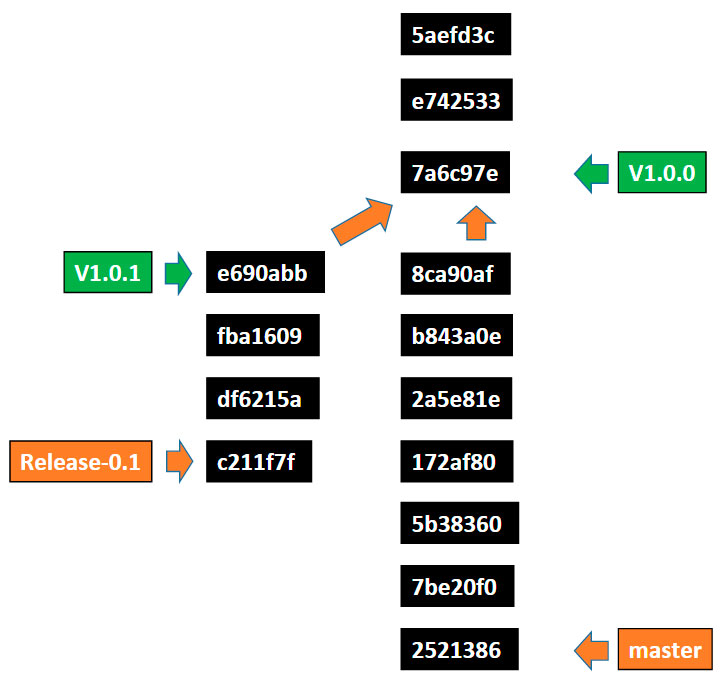 5aefd3c
e742533
7a6c97e
V1.0.0
V1.0.1
e690abb
8ca90af
fba1609
b843a0e
df6215a
2a5e81e
Release-0.1
c211f7f
172af80
5b38360
7be20f0
2521386
master